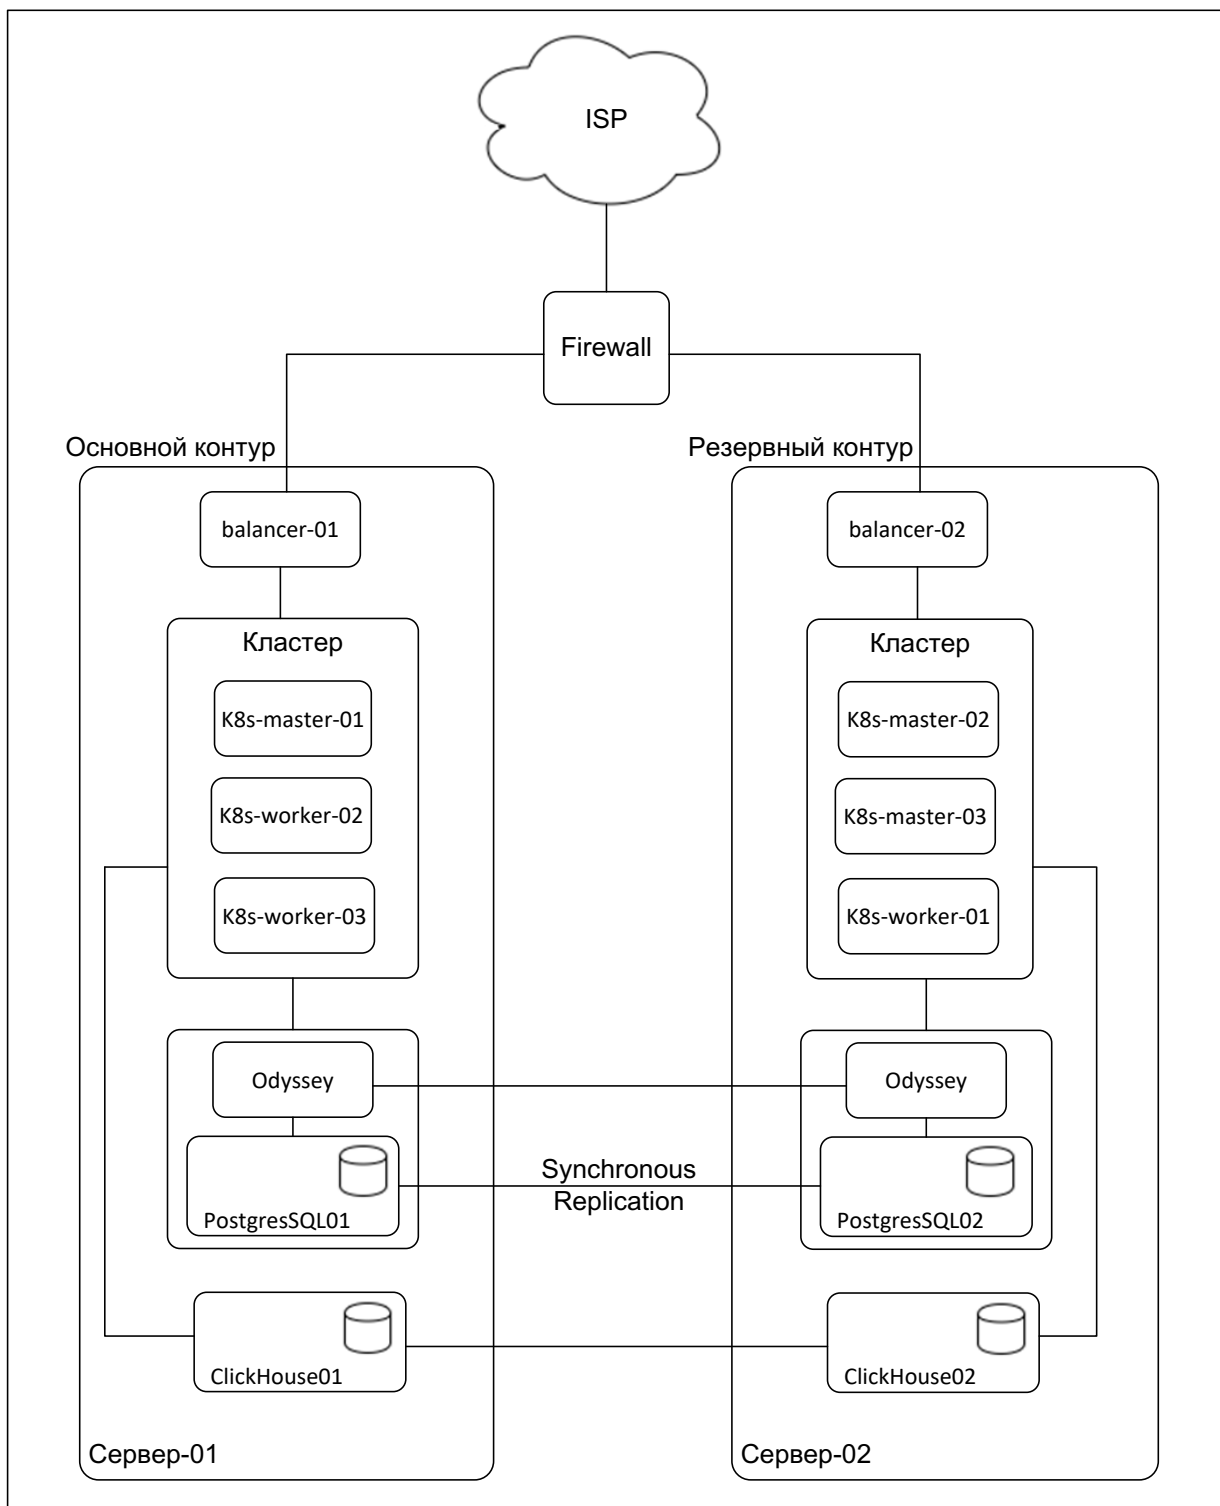 ISP
Firewall
Основной контур
Резервный контур
balancer-01
balancer-02
Кластер
Кластер
K8s-master-01
K8s-master-02
K8s-worker-02
K8s-master-03
K8s-worker-03
K8s-worker-01
Odyssey
Odyssey
Synchronous
Replication
PostgresSQL01
PostgresSQL02
ClickHouse01
ClickHouse02
Сервер-01
Сервер-02